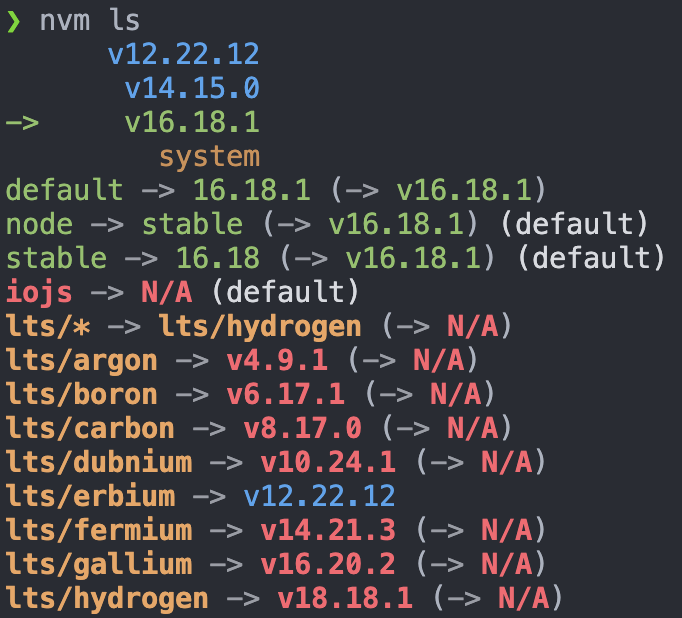 ❯ nvm ls
v12.22.12
v14.15.0
-> v16.18.1
system
default -> 16.18.1 (-> v16.18.1)
node -> stable (-> v16.18.1) (default)
stable -> 16.18 (-> v16.18.1) (default)
iojs -> N/A (default)
lts/* -> lts/hydrogen (-> N/A)
lts/argon -> v4.9.1 (-> N/A)
lts/boron -> v6.17.1 (-> N/A)
lts/carbon -> v8.17.0 (-> N/A)
lts/dubnium -> v10.24.1 (-> N/A)
lts/erbium -> v12.22.12
lts/fermium -> v14.21.3 (-> N/A)
lts/gallium -> v16.20.2 (-> N/A)
lts/hydrogen -> v18.18.1 (-> N/A)